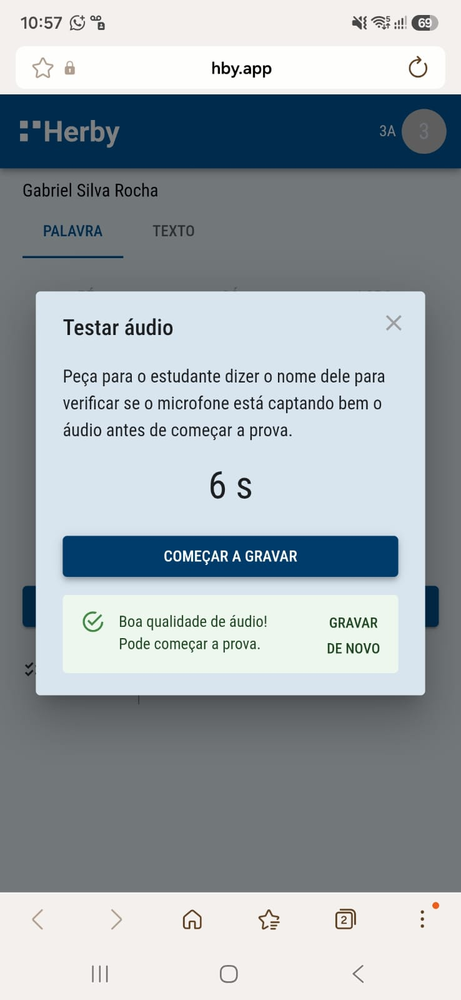 10:57
5
69
hby.app
Herby
3A
3
Gabriel Silva Rocha
PALAVRA
TEXTO
Testar áudio
Peça para o estudante dizer o nome dele para
verificar se o microfone está captando bem o
áudio antes de começar a prova.
6 s
COMEÇAR A GRAVAR
Boa qualidade de áudio!
Pode começar a prova.
GRAVAR
DE NOVO
2